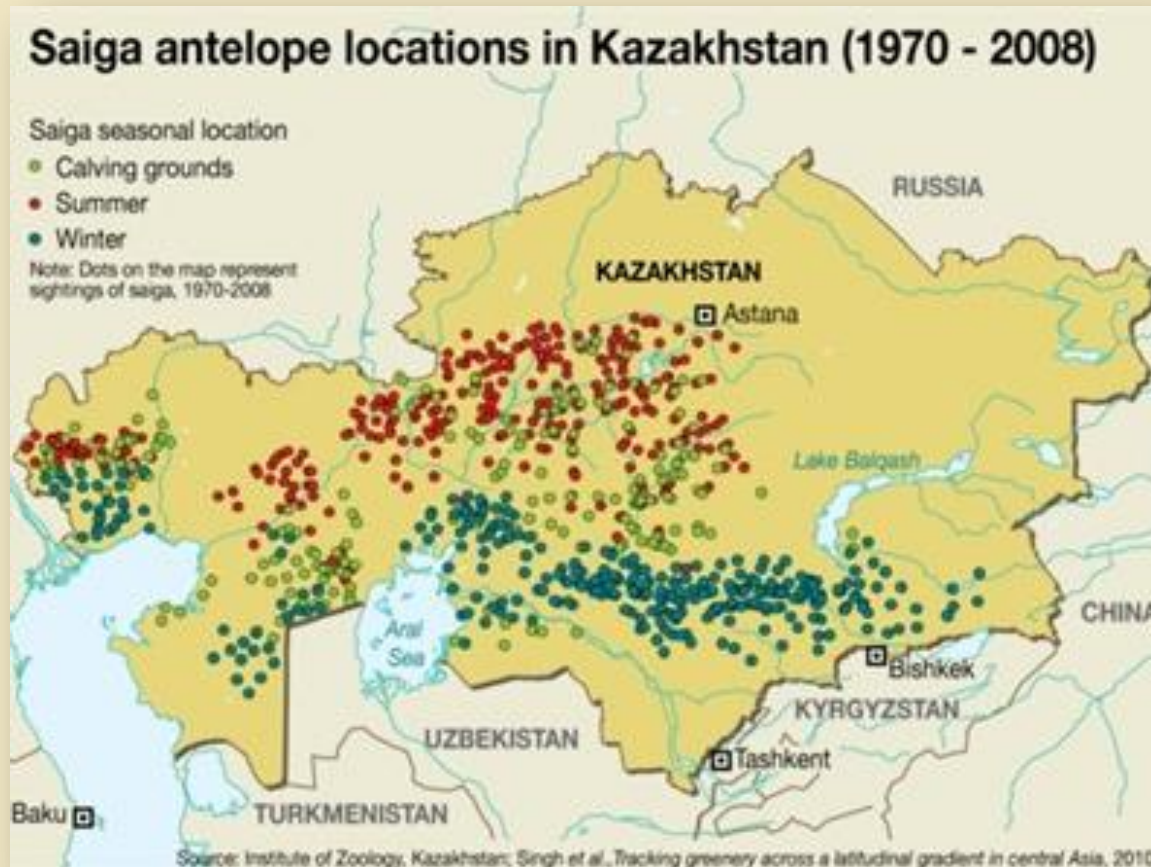 Saiga antelope locations in Kazakhstan (1970 - 2008)
Saiga seasonal location
Calving grounds
Summer
Winter
Note: Dots on the map represent
sightings of saiga, 1970-2008
RUSSIA
KAZAKHSTAN
Astana
Lake Balqash
CHINA
Aral
Sea
Bishkek
KYRGYZSTAN
UZBEKISTAN
Tashkent
TURKMENISTAN
Baku
Source: Institute of Zoology, Kazakhstan; Singh et al., Tracking greenery across a latitudinal gradient in central Asia, 2010